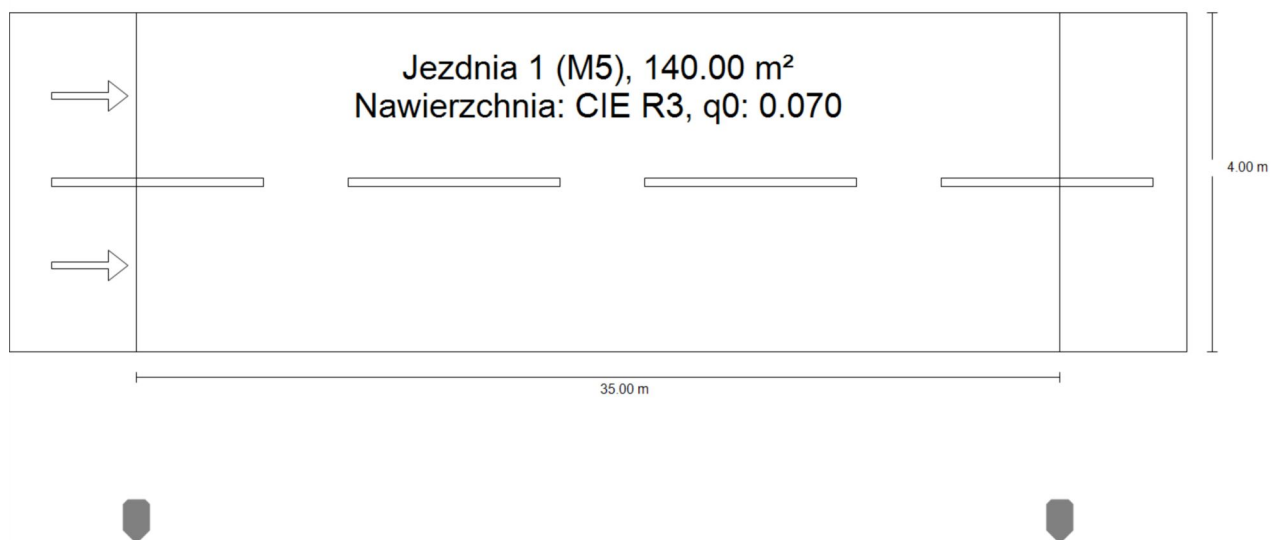 Jezdnia 1 (M5), 140.00 m²
Nawierzchnia: CIE R3, q0: 0.070
4.00 m
35.00 m